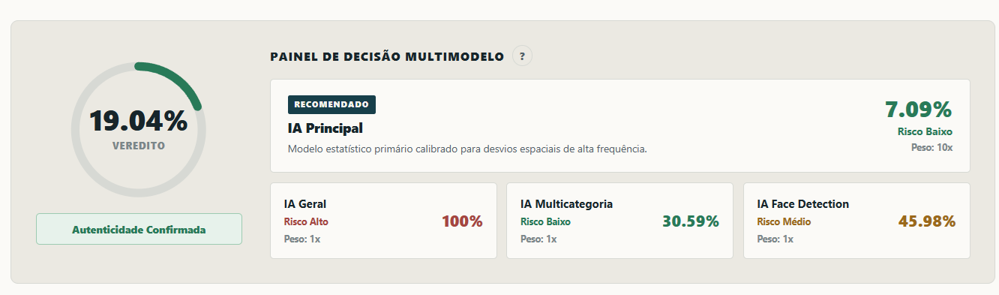 19.04%
VEREDITO
Autenticidade Confirmada
PAINEL DE DECISÃO MULTIMODELO ?
RECOMENDADO
IA Principal
Modelo estatístico primário calibrado para desvios espaciais de alta frequência.
7.09%
Risco Baixo
Peso: 10x
IA Geral
Risco Alto
Peso: 1x
100%
IA Multicategoria
Risco Baixo
Peso: 1x
30.59%
IA Face Detection
Risco Médio
Peso: 1x
45.98%